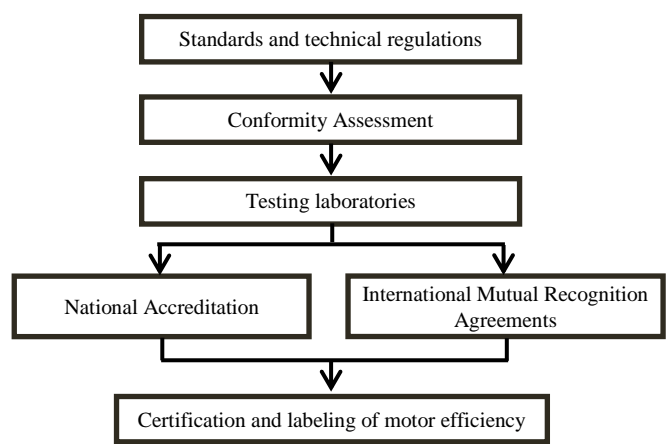 Standards and technical regulations
Conformity Assessment
Testing laboratories
National Accreditation
International Mutual Recognition
Agreements
Certification and labeling of motor efficiency